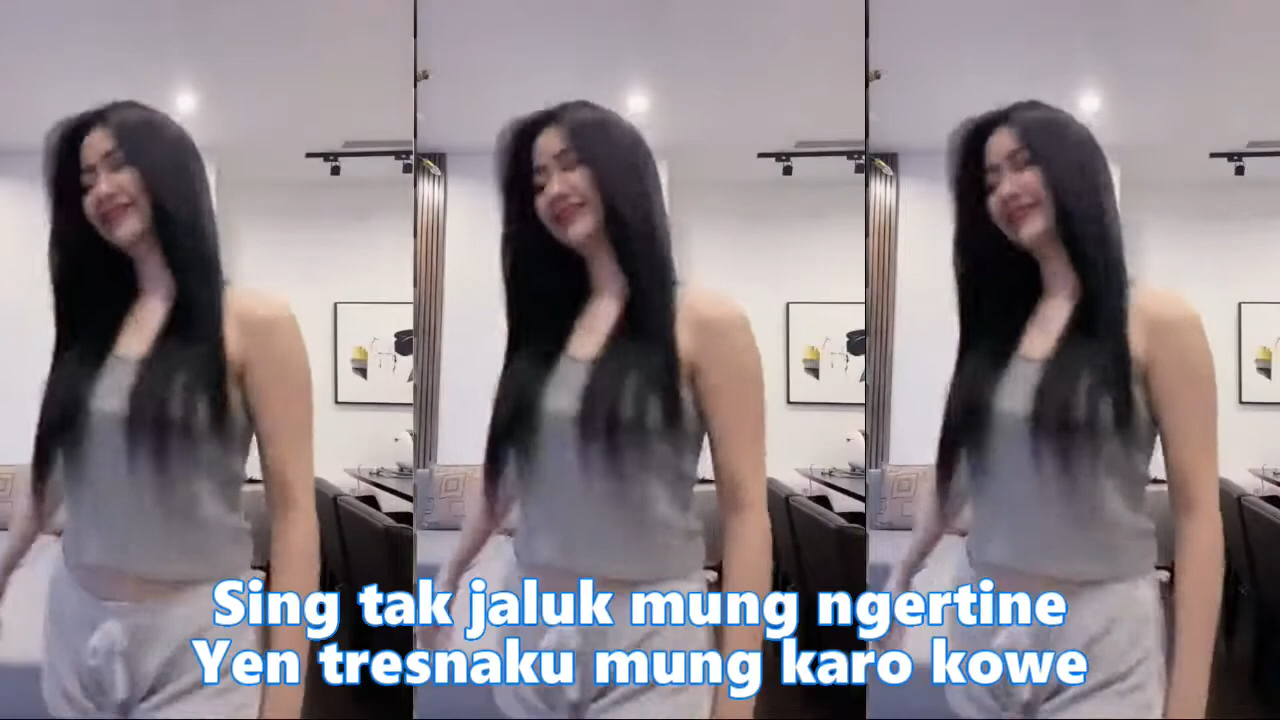 Sing tak jaluk mung ngertine
Yen tresnaku mung karo kowe